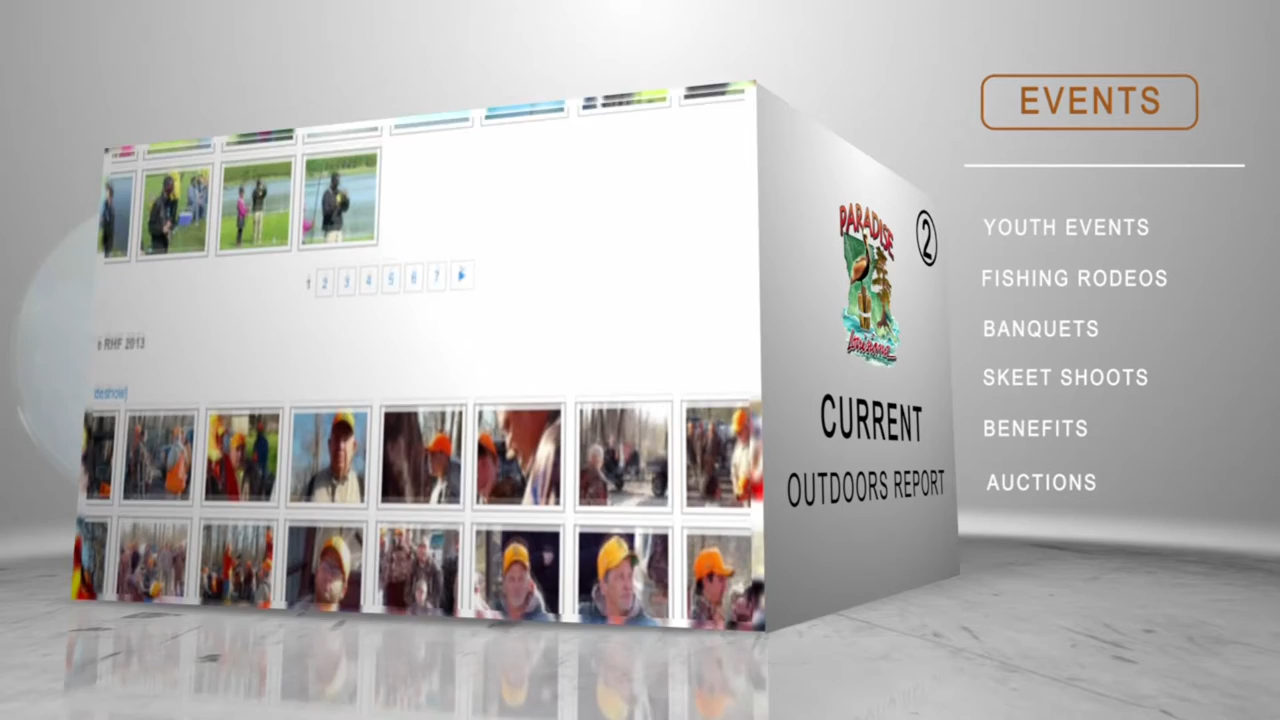 1 2 3 4 5 6 7
e RHF 2013
deshow]
PARADISE
Louisiana
②
CURRENT
OUTDOORS REPORT
EVENTS
YOUTH EVENTS
FISHING RODEOS
BANQUETS
SKEET SHOOTS
BENEFITS
AUCTIONS